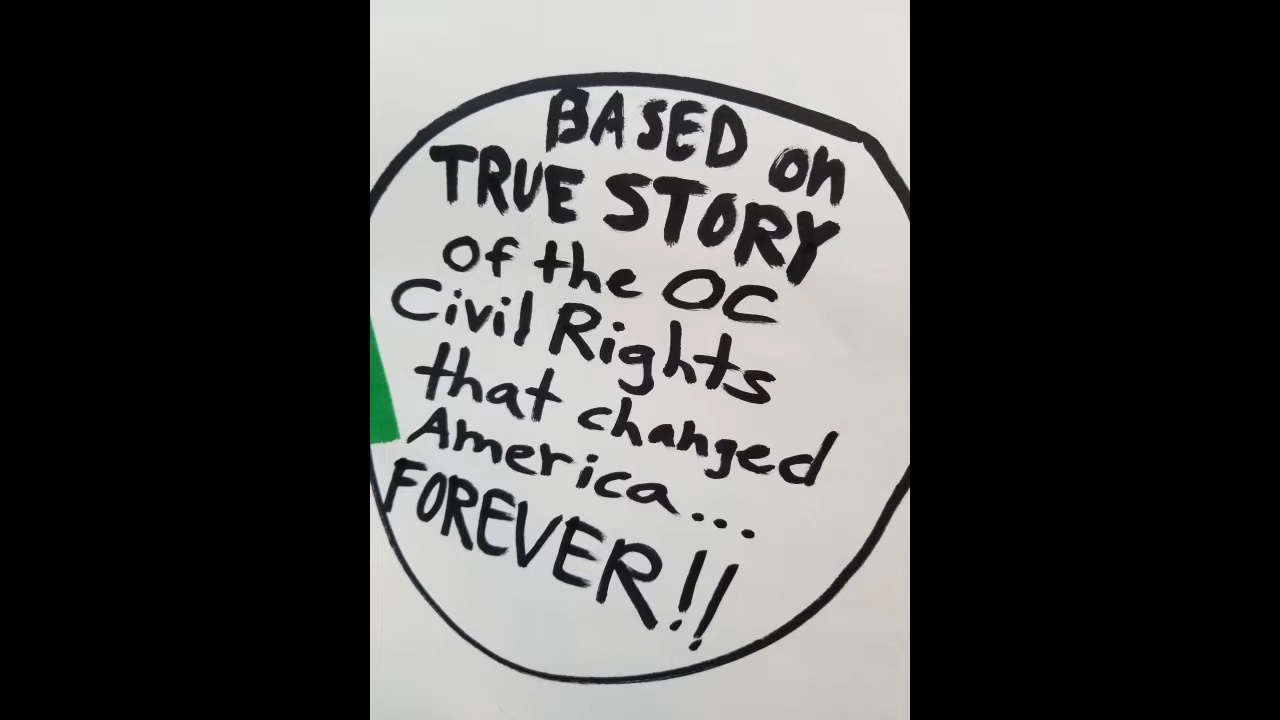 BASED on
TRUE STORY
of the OC
Civil Rights
that changed
America...
FOREVER!!